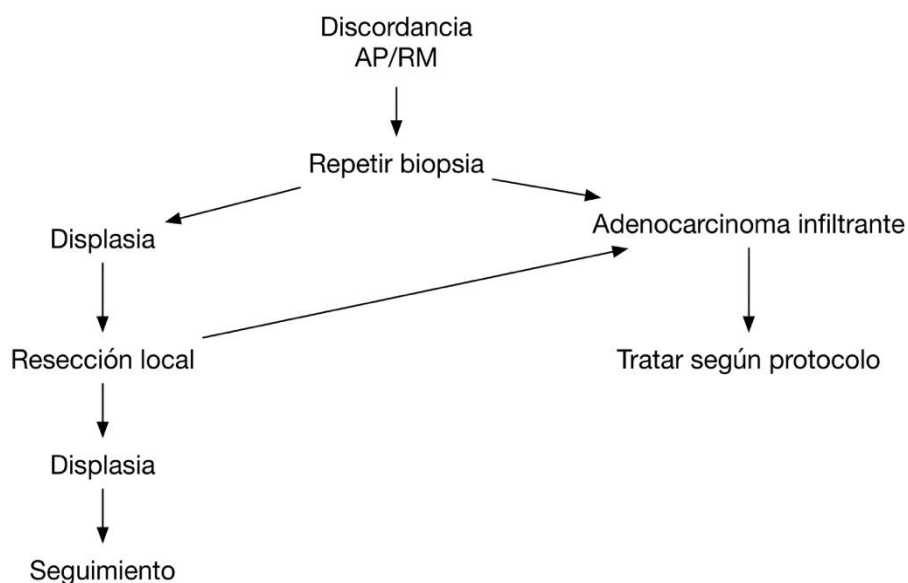 Discordancia
AP/RM
Repetir biopsia
Displasia
Adenocarcinoma infiltrante
Resección local
Tratar según protocolo
Displasia
Seguimiento